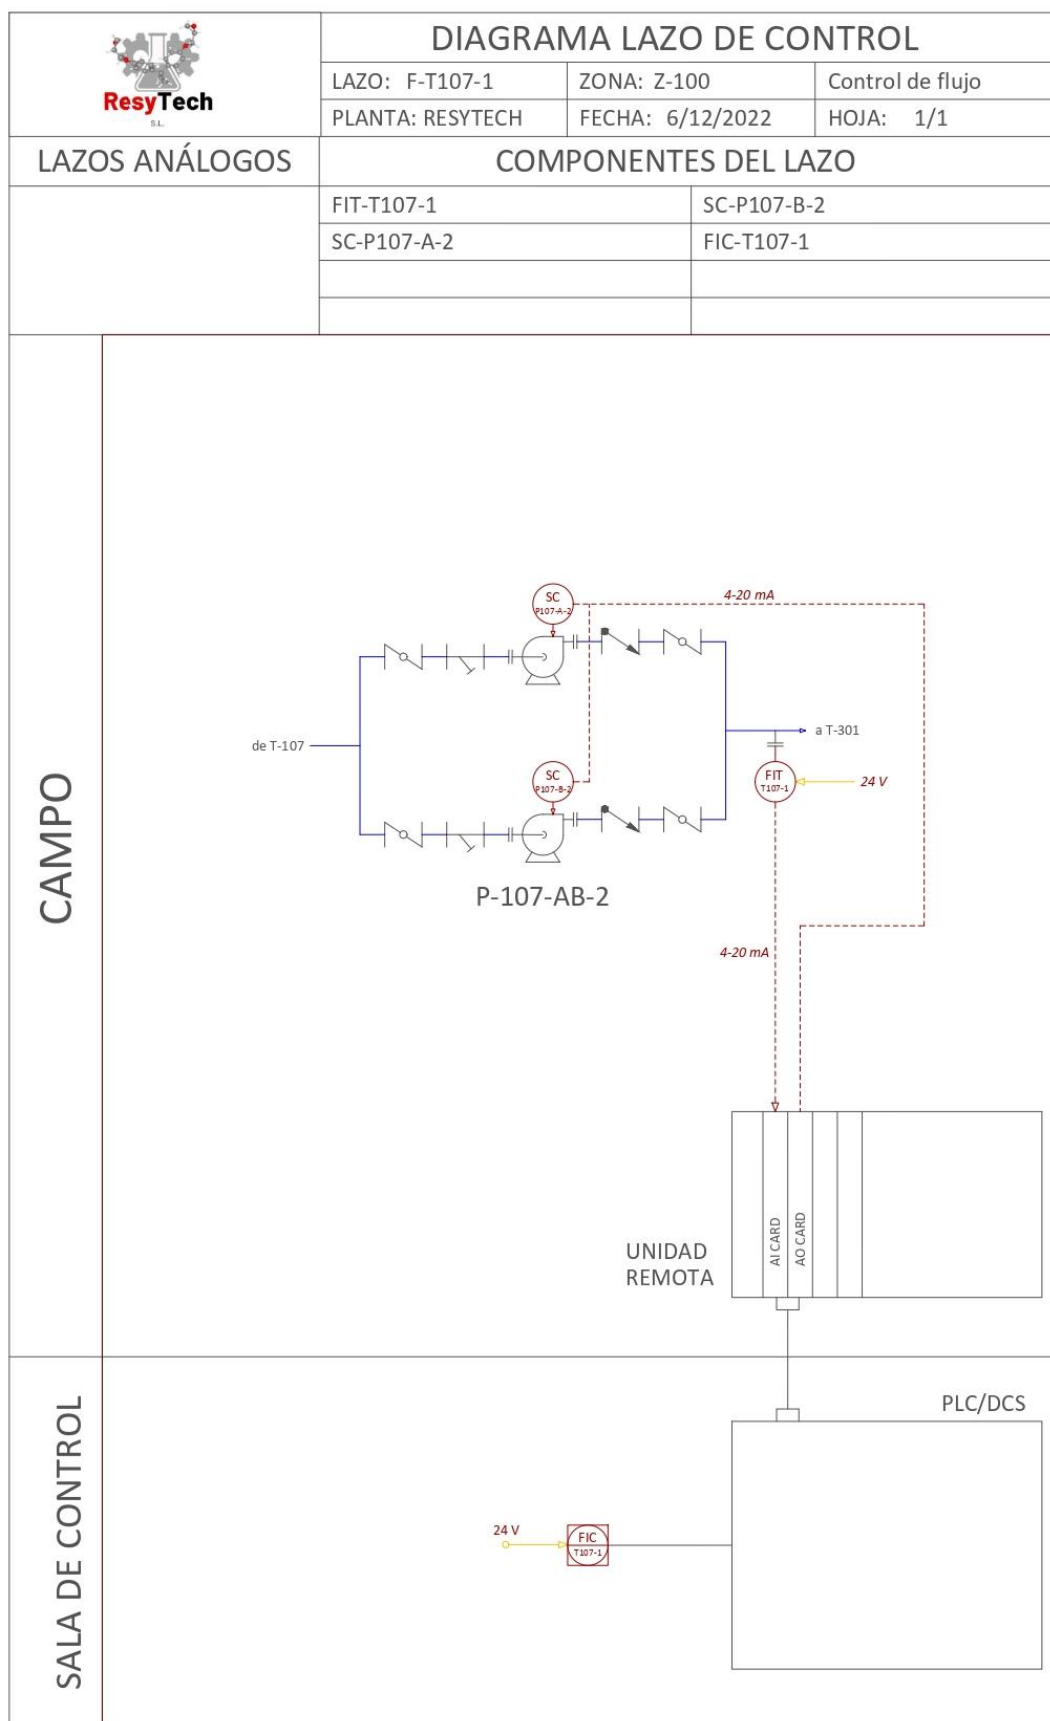 ResyTech
S.L.
DIAGRAMA LAZO DE CONTROL
LAZO: F-T107-1
ZONA: Z-100
Control de flujo
PLANTA: RESYTECH
FECHA: 6/12/2022
HOJA: 1/1
LAZOS ANÁLOGOS
COMPONENTES DEL LAZO
FIT-T107-1
SC-P107-B-2
SC-P107-A-2
FIC-T107-1
CAMPO
SC
P107-A-2
4-20 mA
de T-107
a T-301
SC
P107-B-2
FIT
T107-1
24 V
P-107-AB-2
4-20 mA
AI CARD
AO CARD
UNIDAD
REMOTA
SALA DE CONTROL
PLC/DCS
24 V
FIC
T107-1